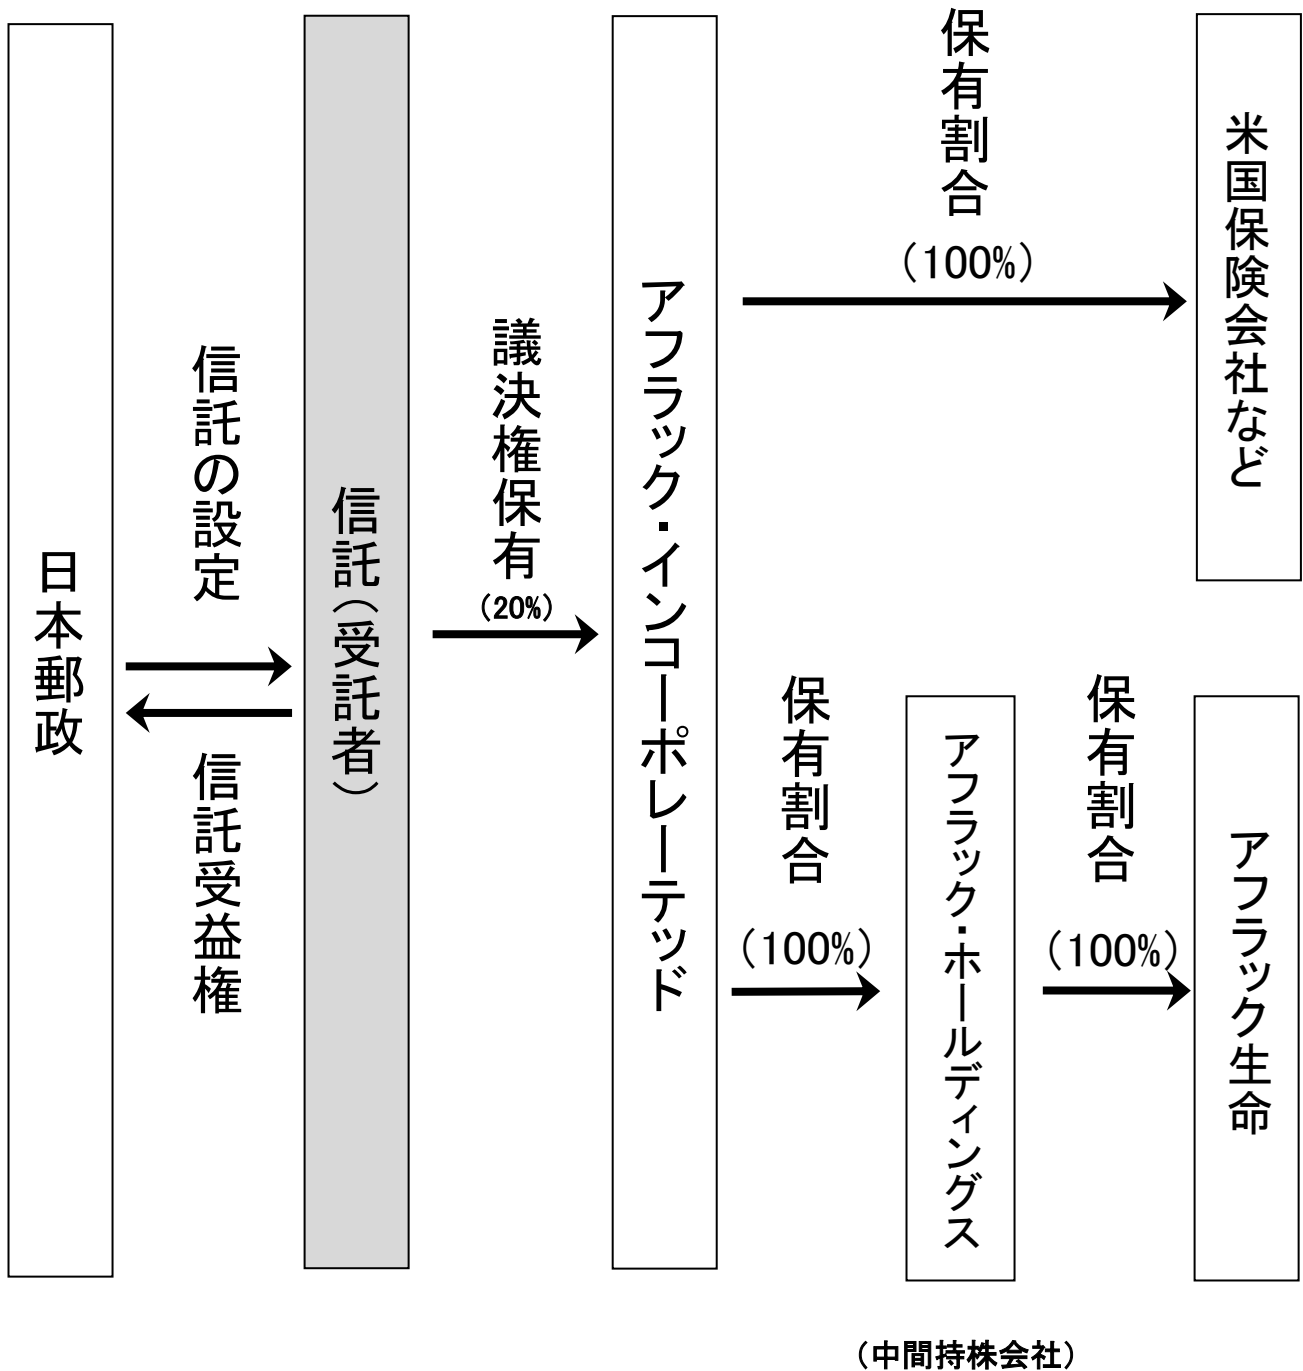 日本郵政
信託の設定
信託受益権
信託(受託者)
議決権保有
(20%)
アフラック・インコーポレーテッド
保有割合
(100%)
米国保険会社など
保有割合
(100%)
アフラック・ホールディングス
(中間持株会社)
保有割合
(100%)
アフラック生命